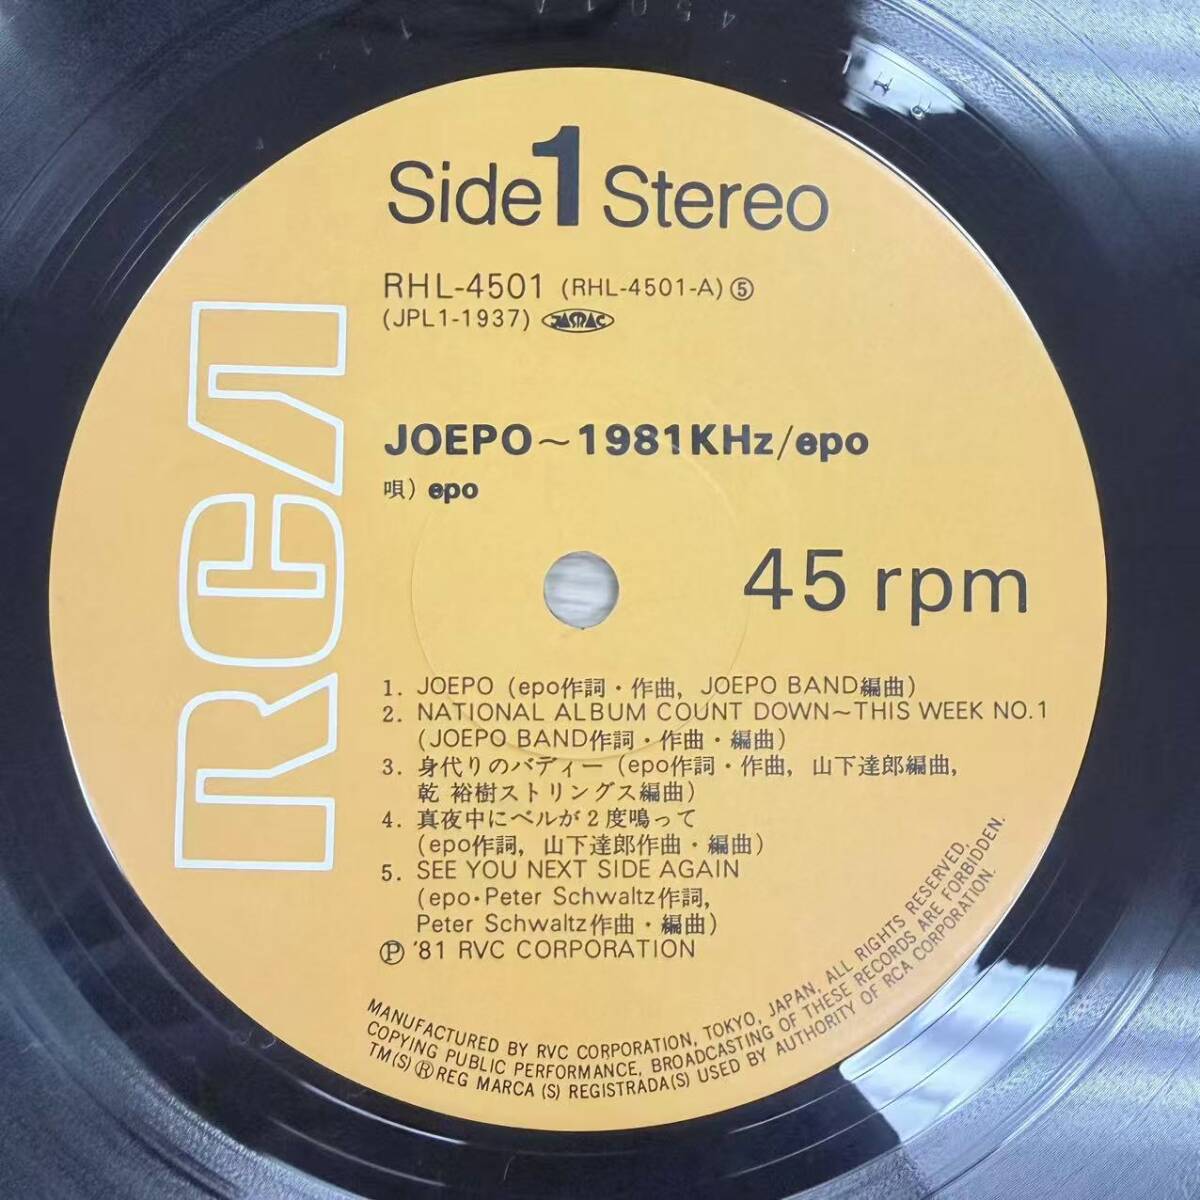 Side 1 Stereo
RHL-4501 (RHL-4501-A) ⑤
(JPL1-1937) JASRAC
RCA
JOEPO～1981KHz/epo
唄) epo
45 rpm
1. JOEPO (epo作詞・作曲, JOEPO BAND編曲)
2. NATIONAL ALBUM COUNT DOWN～THIS WEEK NO.1
(JOEPO BAND作詞・作曲・編曲)
3. 身代りのバディー (epo作詞・作曲, 山下達郎編曲,
乾 裕樹ストリングス編曲)
4. 真夜中にベルが2度鳴って
(epo作詞, 山下達郎作曲・編曲)
5. SEE YOU NEXT SIDE AGAIN
(epo・Peter Schwaltz作詞,
Peter Schwaltz作曲・編曲)
Ⓟ '81 RVC CORPORATION
MANUFACTURED BY RVC CORPORATION, TOKYO, JAPAN, ALL RIGHTS RESERVED.
COPYING PUBLIC PERFORMANCE, BROADCASTING OF THESE RECORDS ARE FORBIDDEN.
TM(S) ® REG MARCA (S) REGISTRADA(S) USED BY AUTHORITY OF RCA CORPORATION.